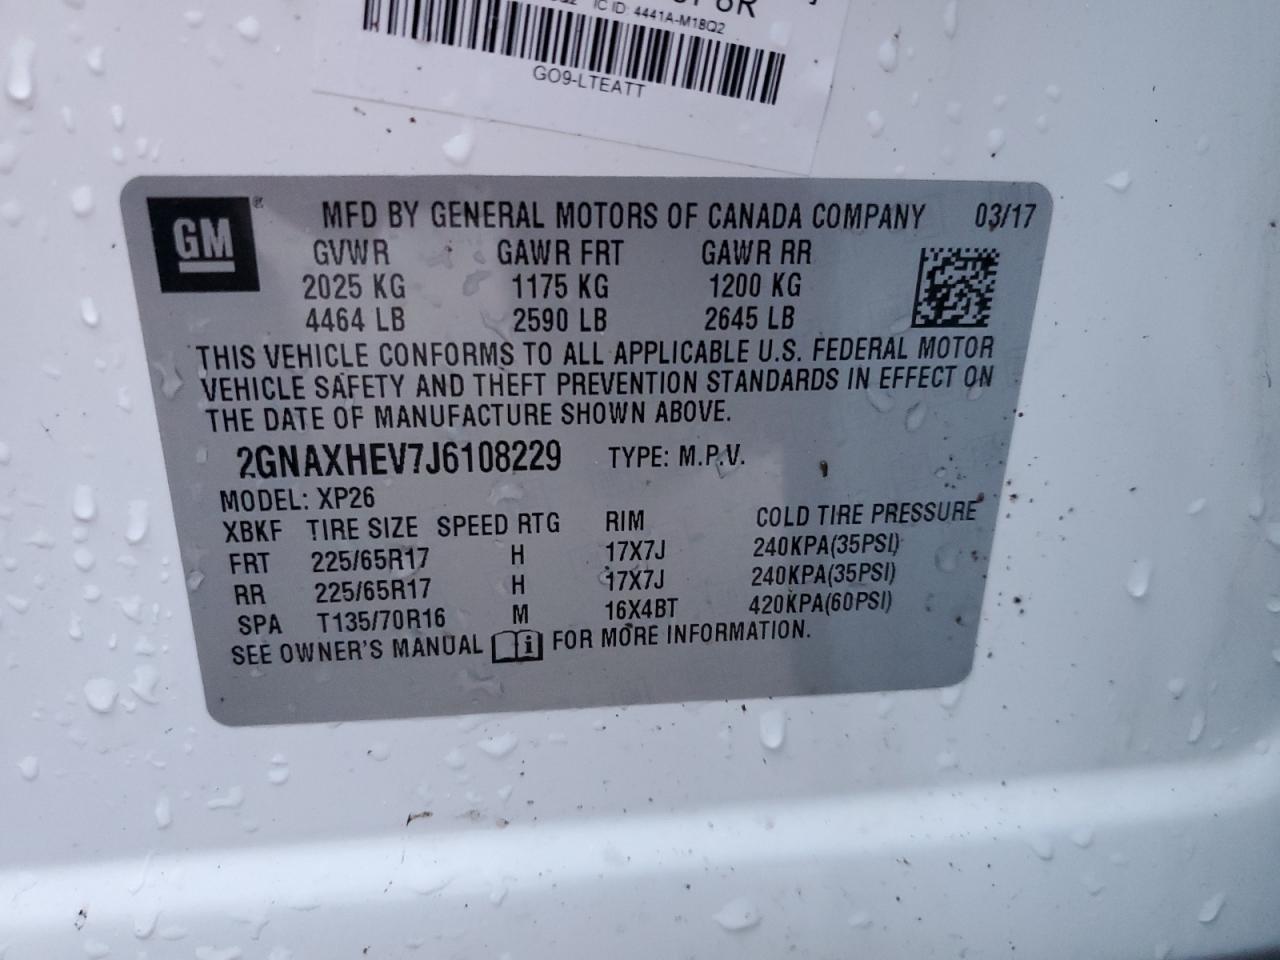 IC ID: 4441A-M18Q2
GO9-LTEATT
GM
MFD BY GENERAL MOTORS OF CANADA COMPANY 03/17
GVWR GAWR FRT GAWR RR
2025 KG 1175 KG 1200 KG
4464 LB 2590 LB 2645 LB
THIS VEHICLE CONFORMS TO ALL APPLICABLE U.S. FEDERAL MOTOR
VEHICLE SAFETY AND THEFT PREVENTION STANDARDS IN EFFECT ON
THE DATE OF MANUFACTURE SHOWN ABOVE.
2GNAXHEV7J6108229 TYPE: M.P.V.
MODEL: XP26
XBKF TIRE SIZE SPEED RTG RIM COLD TIRE PRESSURE
FRT 225/65R17 H 17X7J 240KPA(35PSI)
RR 225/65R17 H 17X7J 240KPA(35PSI)
SPA T135/70R16 M 16X4BT 420KPA(60PSI)
SEE OWNER'S MANUAL i FOR MORE INFORMATION.